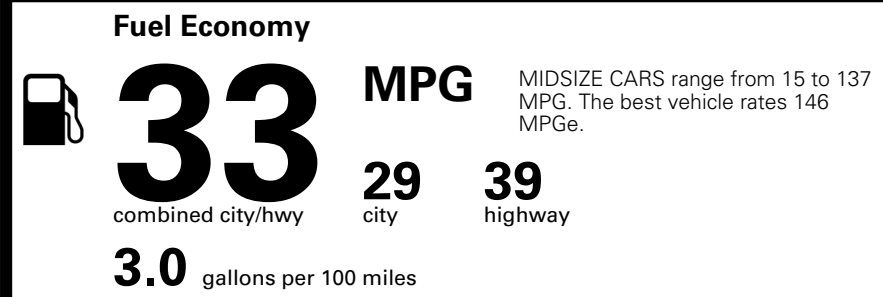 Fuel Economy
33
MPG
MIDSIZE CARS range from 15 to 137
MPG. The best vehicle rates 146
MPGe.
29
39
combined city/hwy
city
highway
3.0 gallons per 100 miles